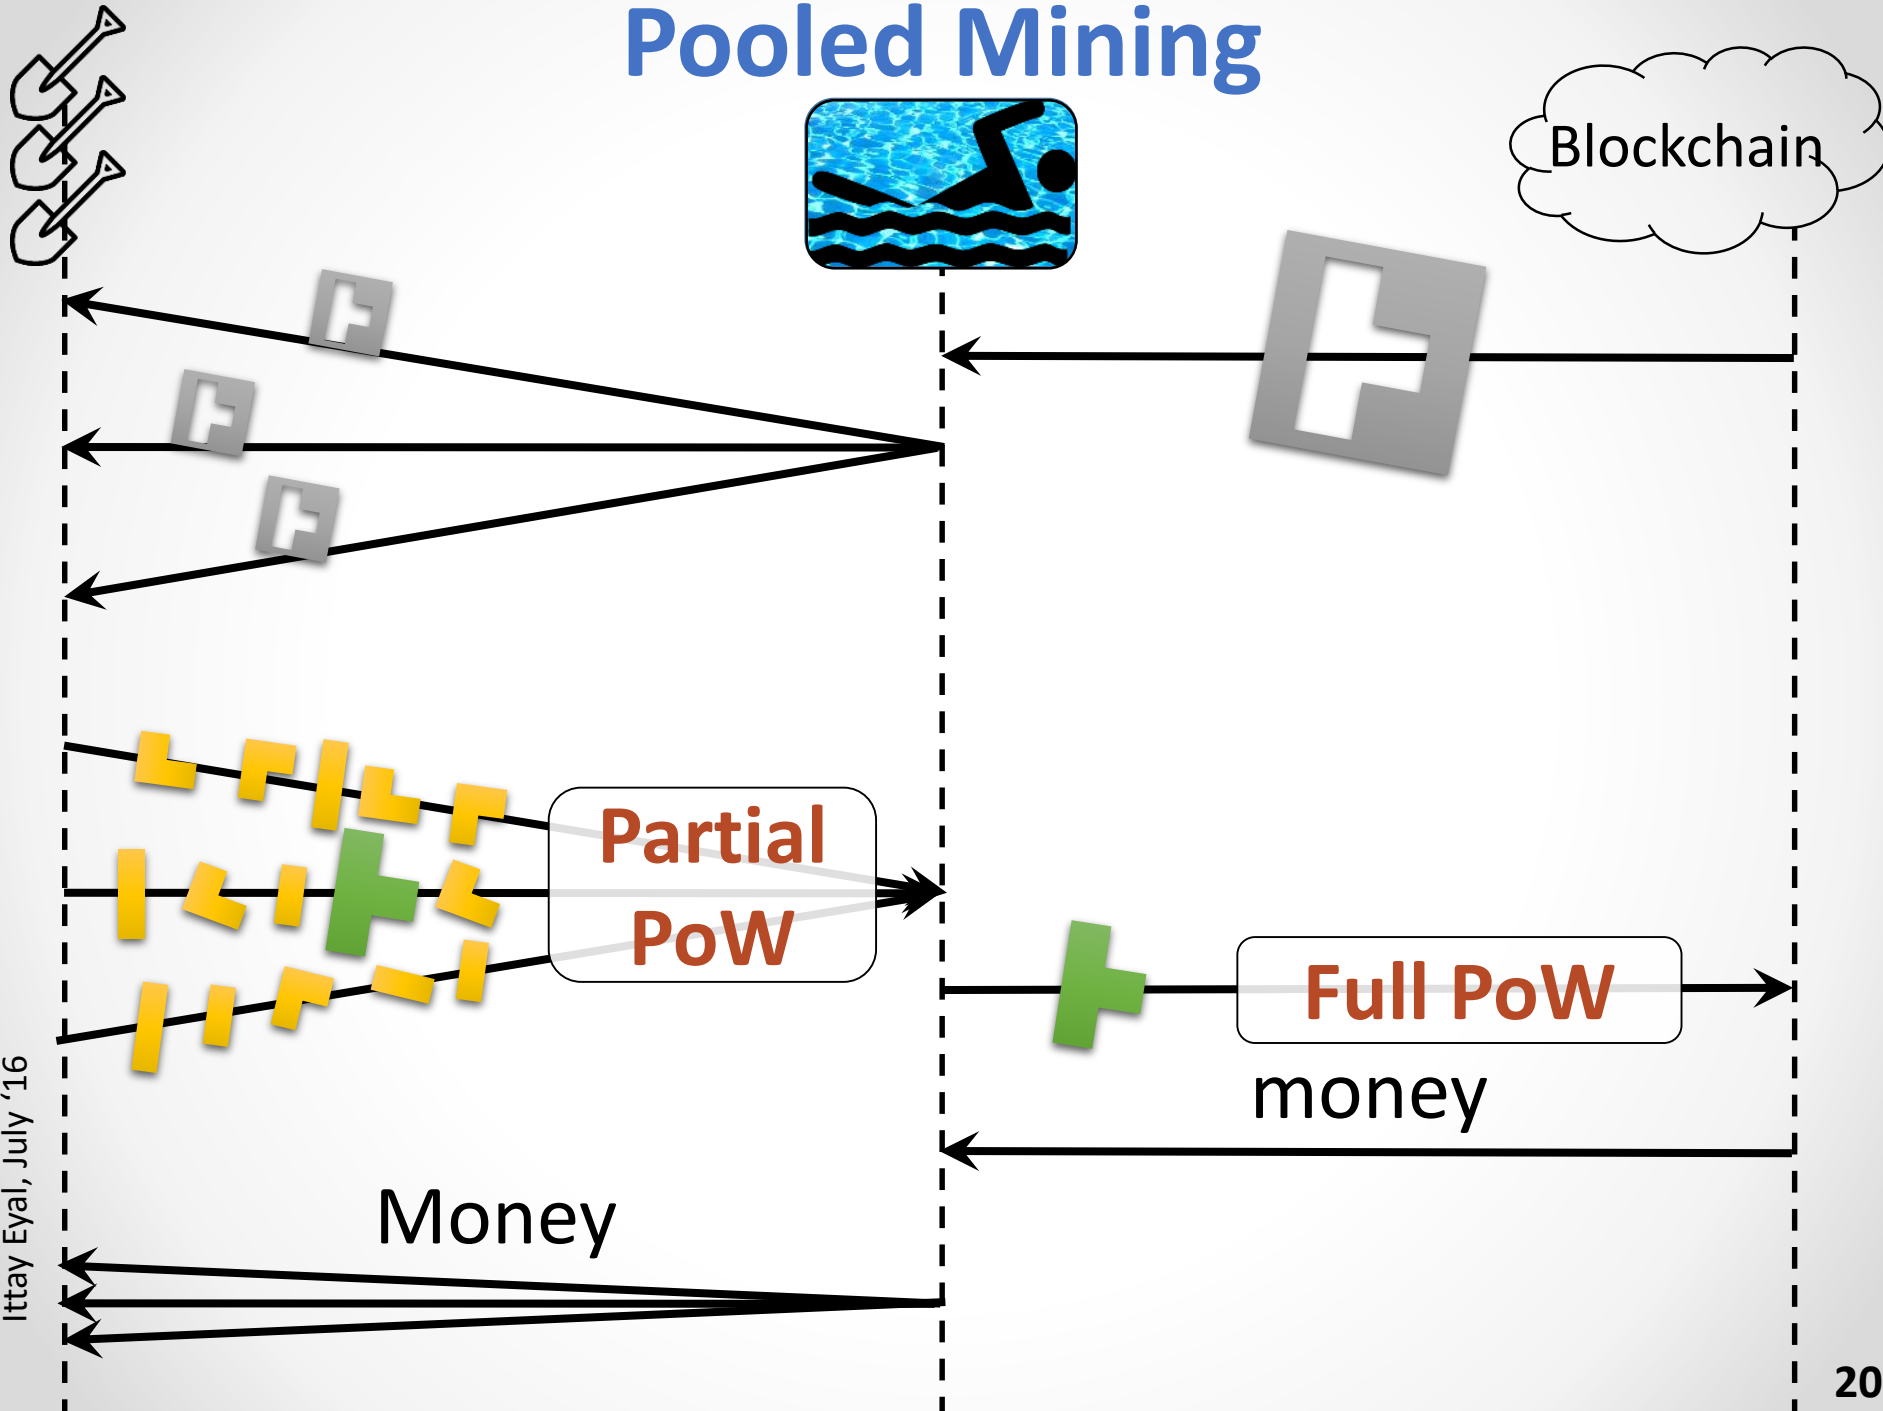 Pooled Mining
Blockchain
Partial
PoW
Full PoW
money
Money
Ittay Eyal, July ‘16
20